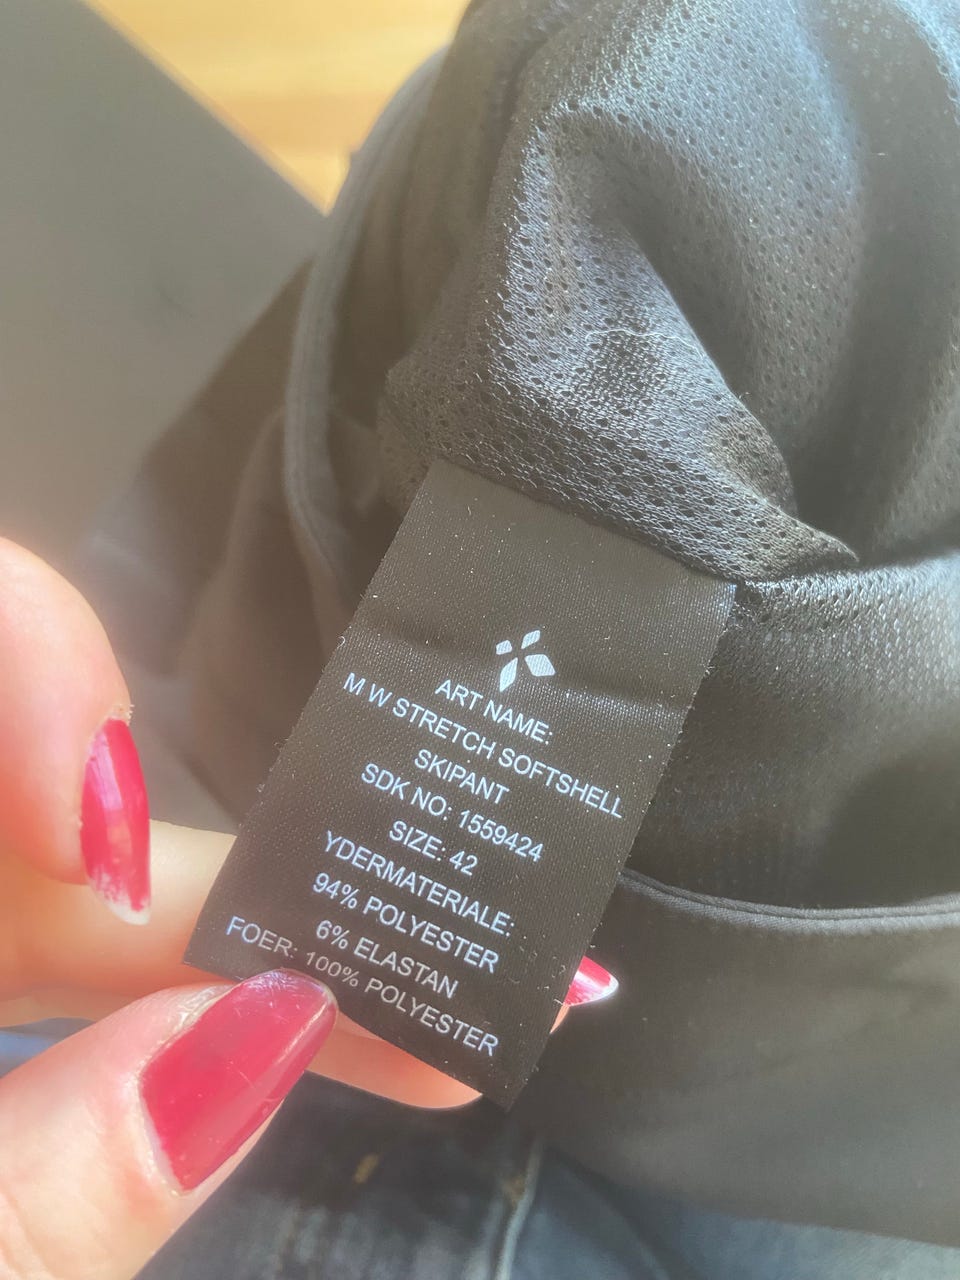 ART NAME:
M W STRETCH SOFTSHELL
SKIPANT
SDK NO: 1559424
SIZE: 42
YDERMATERIALE:
94% POLYESTER
6% ELASTAN
FOER: 100% POLYESTER